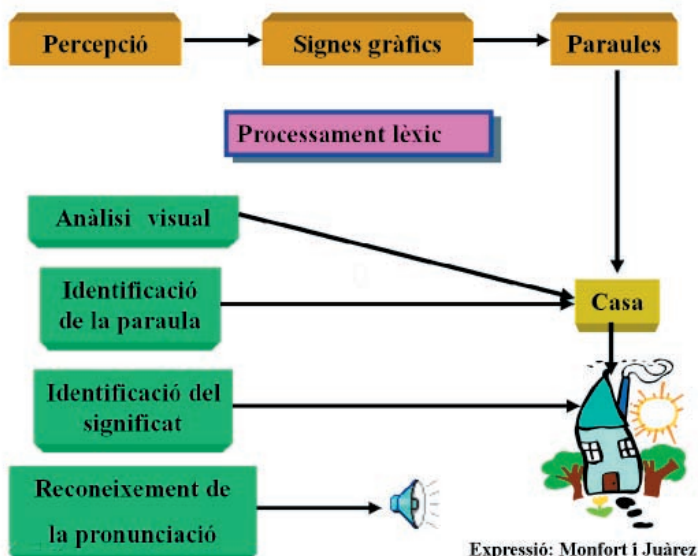 Percepció
Signes gràfics
Paraules
Processament lèxic
Anàlisi visual
Identificació
de la paraula
Casa
Identificació del
significat
Reconeixement de
la pronunciació
Expressió: Monfort i Juàrez